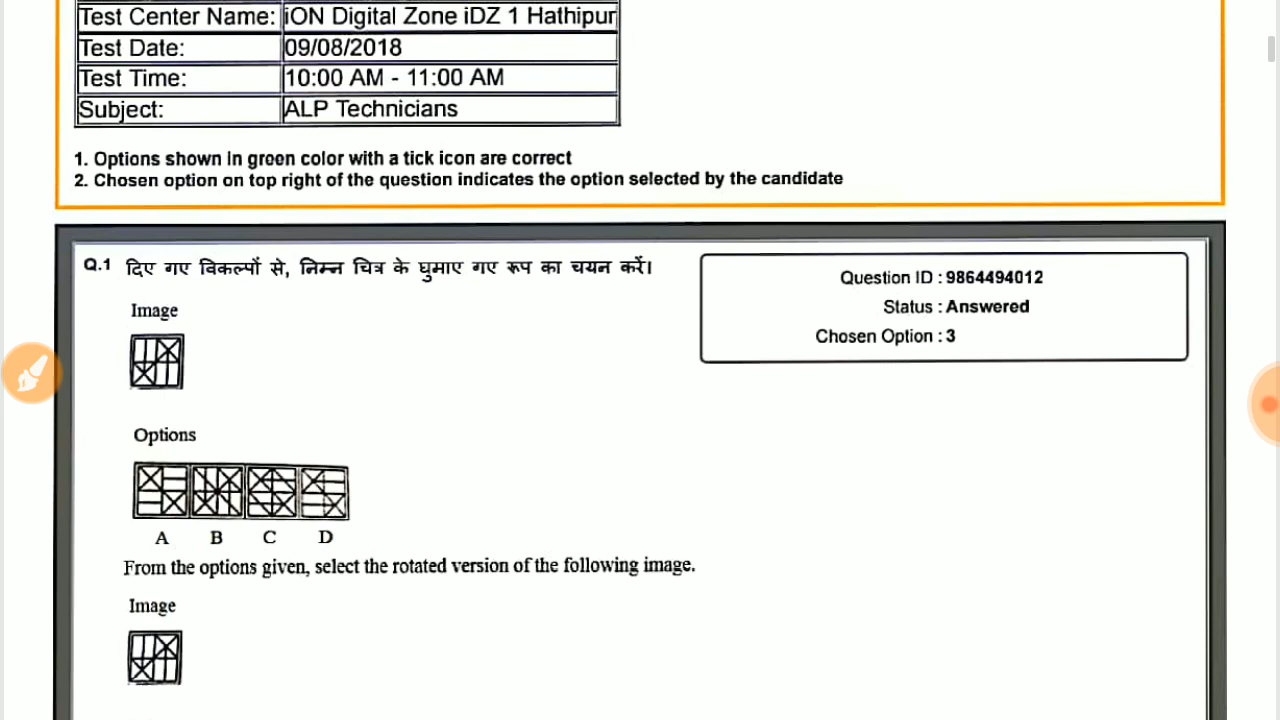 Test Center Name: iON Digital Zone iDZ 1 Hathipur
Test Date: 09/08/2018
Test Time: 10:00 AM - 11:00 AM
Subject: ALP Technicians
1. Options shown in green color with a tick icon are correct
2. Chosen option on top right of the question indicates the option selected by the candidate
Q.1 दिए गए विकल्पों से, निम्न चित्र के घुमाए गए रूप का चयन करें।
Question ID : 9864494012
Status : Answered
Chosen Option : 3
Image
Options
A B C D
From the options given, select the rotated version of the following image.
Image